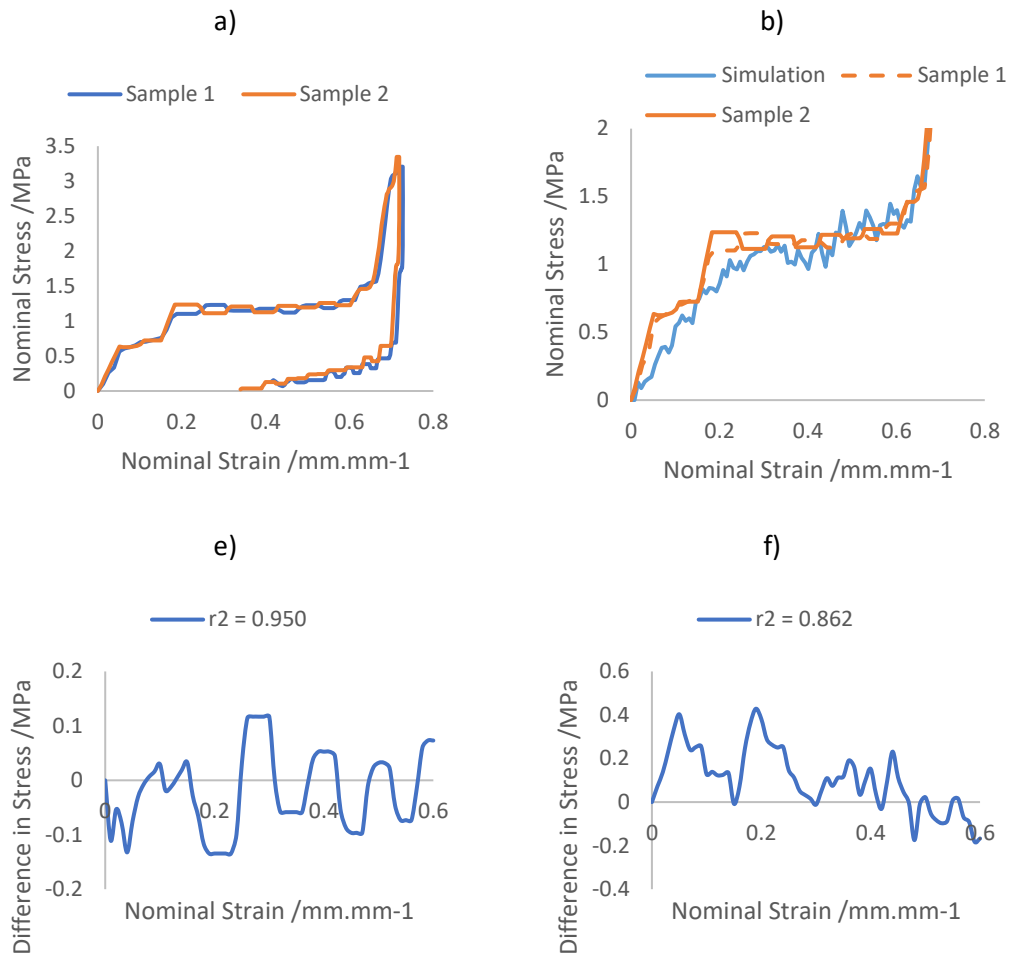 a)
b)
Sample 1 Sample 2
Simulation Sample 1
Sample 2
Nominal Stress /MPa
3.5
3
2.5
2
1.5
1
0.5
0
0 0.2 0.4 0.6 0.8
Nominal Strain /mm.mm-1
Nominal Stress /MPa
2
1.5
1
0.5
0
0 0.2 0.4 0.6 0.8
Nominal Strain /mm.mm-1
e)
f)
r2 = 0.950
r2 = 0.862
Difference in Stress /MPa
0.2
0.1
0
-0.1
-0.2
0 0.2 0.4 0.6
Nominal Strain /mm.mm-1
Difference in Stress /MPa
0.6
0.4
0.2
0
-0.2
-0.4
0 0.2 0.4 0.6
Nominal Strain /mm.mm-1